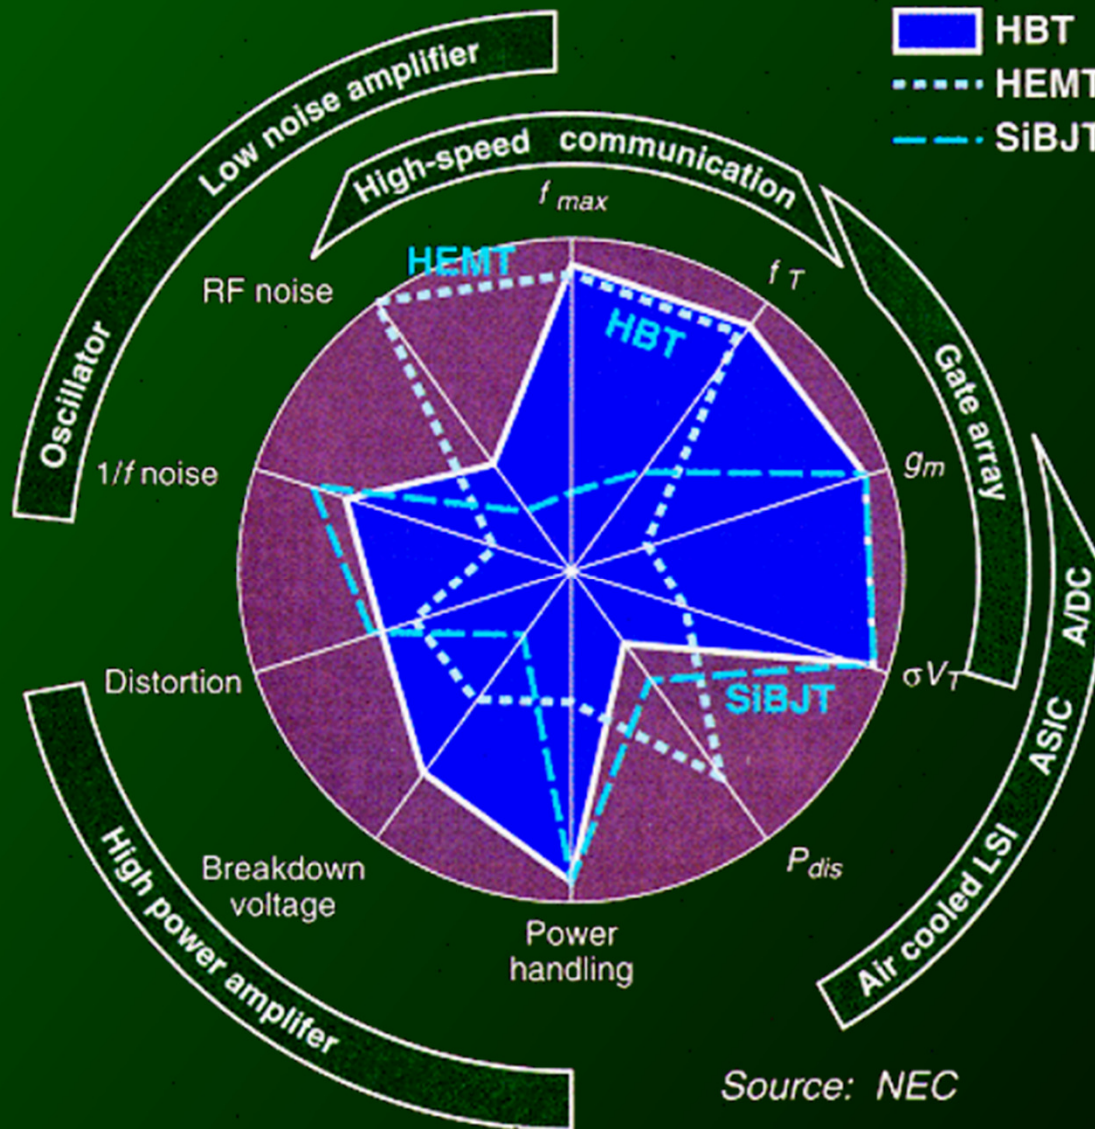 HBT
HEMT
SiBJT
Low noise amplifier
High-speed communication
f max
HEMT
f T
RF noise
HBT
Oscillator
Gate array
1/f noise
gm
A/DC
Distortion
σVT
SiBJT
ASIC
Air cooled LSI
Pdis
Breakdown
voltage
High power amplifer
Power
handling
Source: NEC